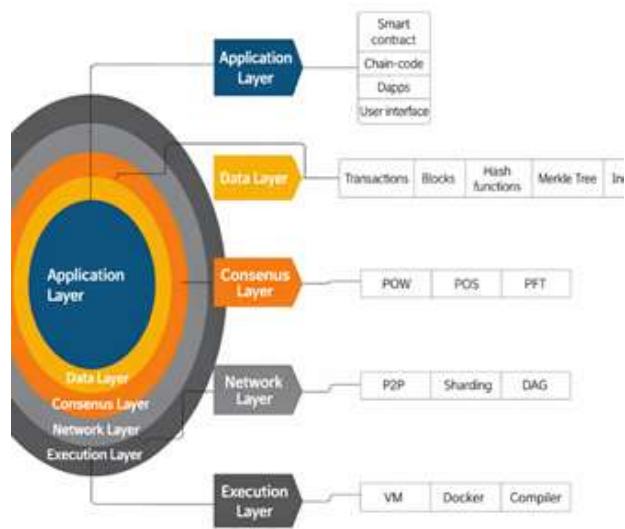 Application
Layer
Smart
contract
Chain-code
Dapps
User interface
Data Layer
Transactions
Blocks
Hash
functions
Merkle Tree
Consenus
Layer
POW
POS
PFT
Network
Layer
P2P
Sharding
DAG
Execution
Layer
VM
Docker
Compiler
Application
Layer
Data Layer
Consenus Layer
Network Layer
Execution Layer